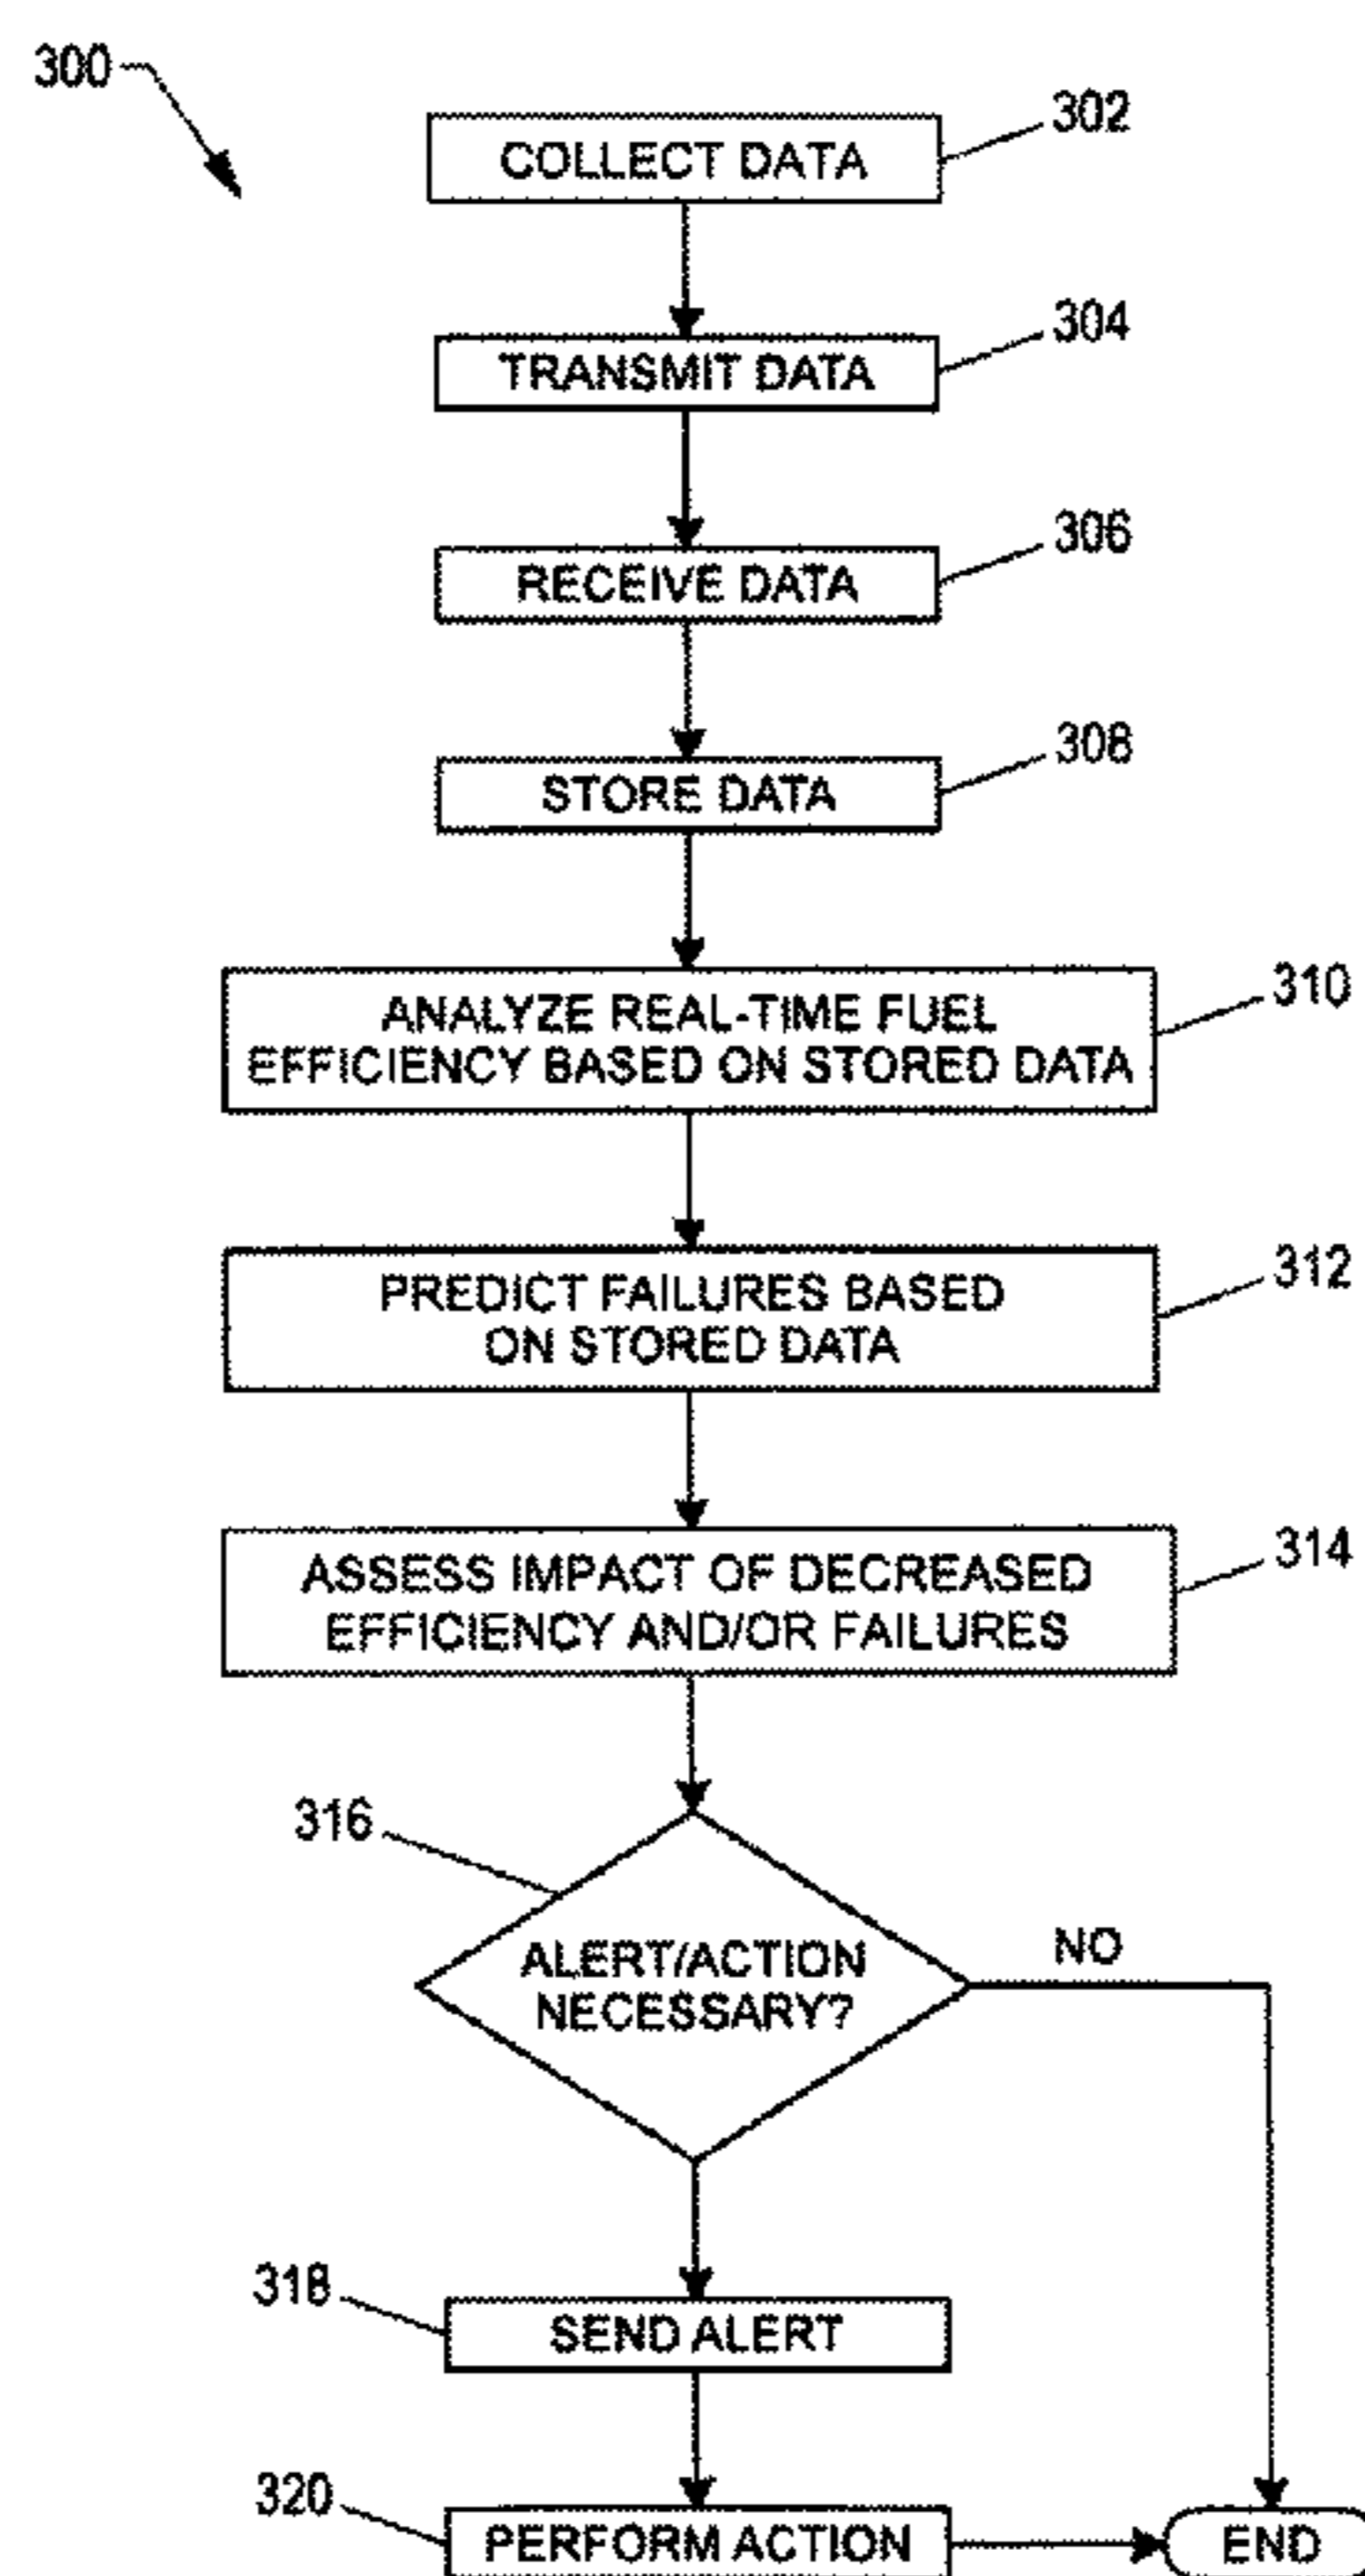 300
COLLECT DATA
302
TRANSMIT DATA
304
RECEIVE DATA
306
STORE DATA
308
ANALYZE REAL-TIME FUEL
EFFICIENCY BASED ON STORED DATA
310
PREDICT FAILURES BASED
ON STORED DATA
312
ASSESS IMPACT OF DECREASED
EFFICIENCY AND/OR FAILURES
314
316
ALERT/ACTION
NECESSARY?
NO
318
SEND ALERT
320
PERFORM ACTION
END